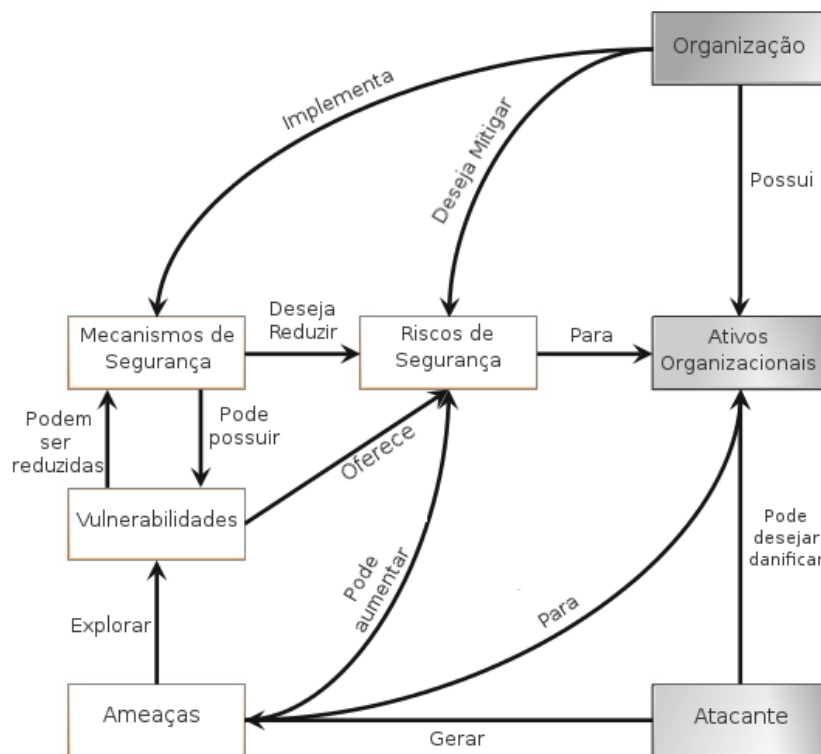 Organização
Implementa
Deseja Mitigar
Possui
Mecanismos de
Segurança
Deseja
Reduzir
Riscos de
Segurança
Para
Ativos
Organizacionais
Podem
ser
reduzidas
Pode
possuir
Oferece
Vulnerabilidades
Pode
desejar
danificar
Pode
aumentar
Para
Explorar
Ameaças
Gerar
Atacante